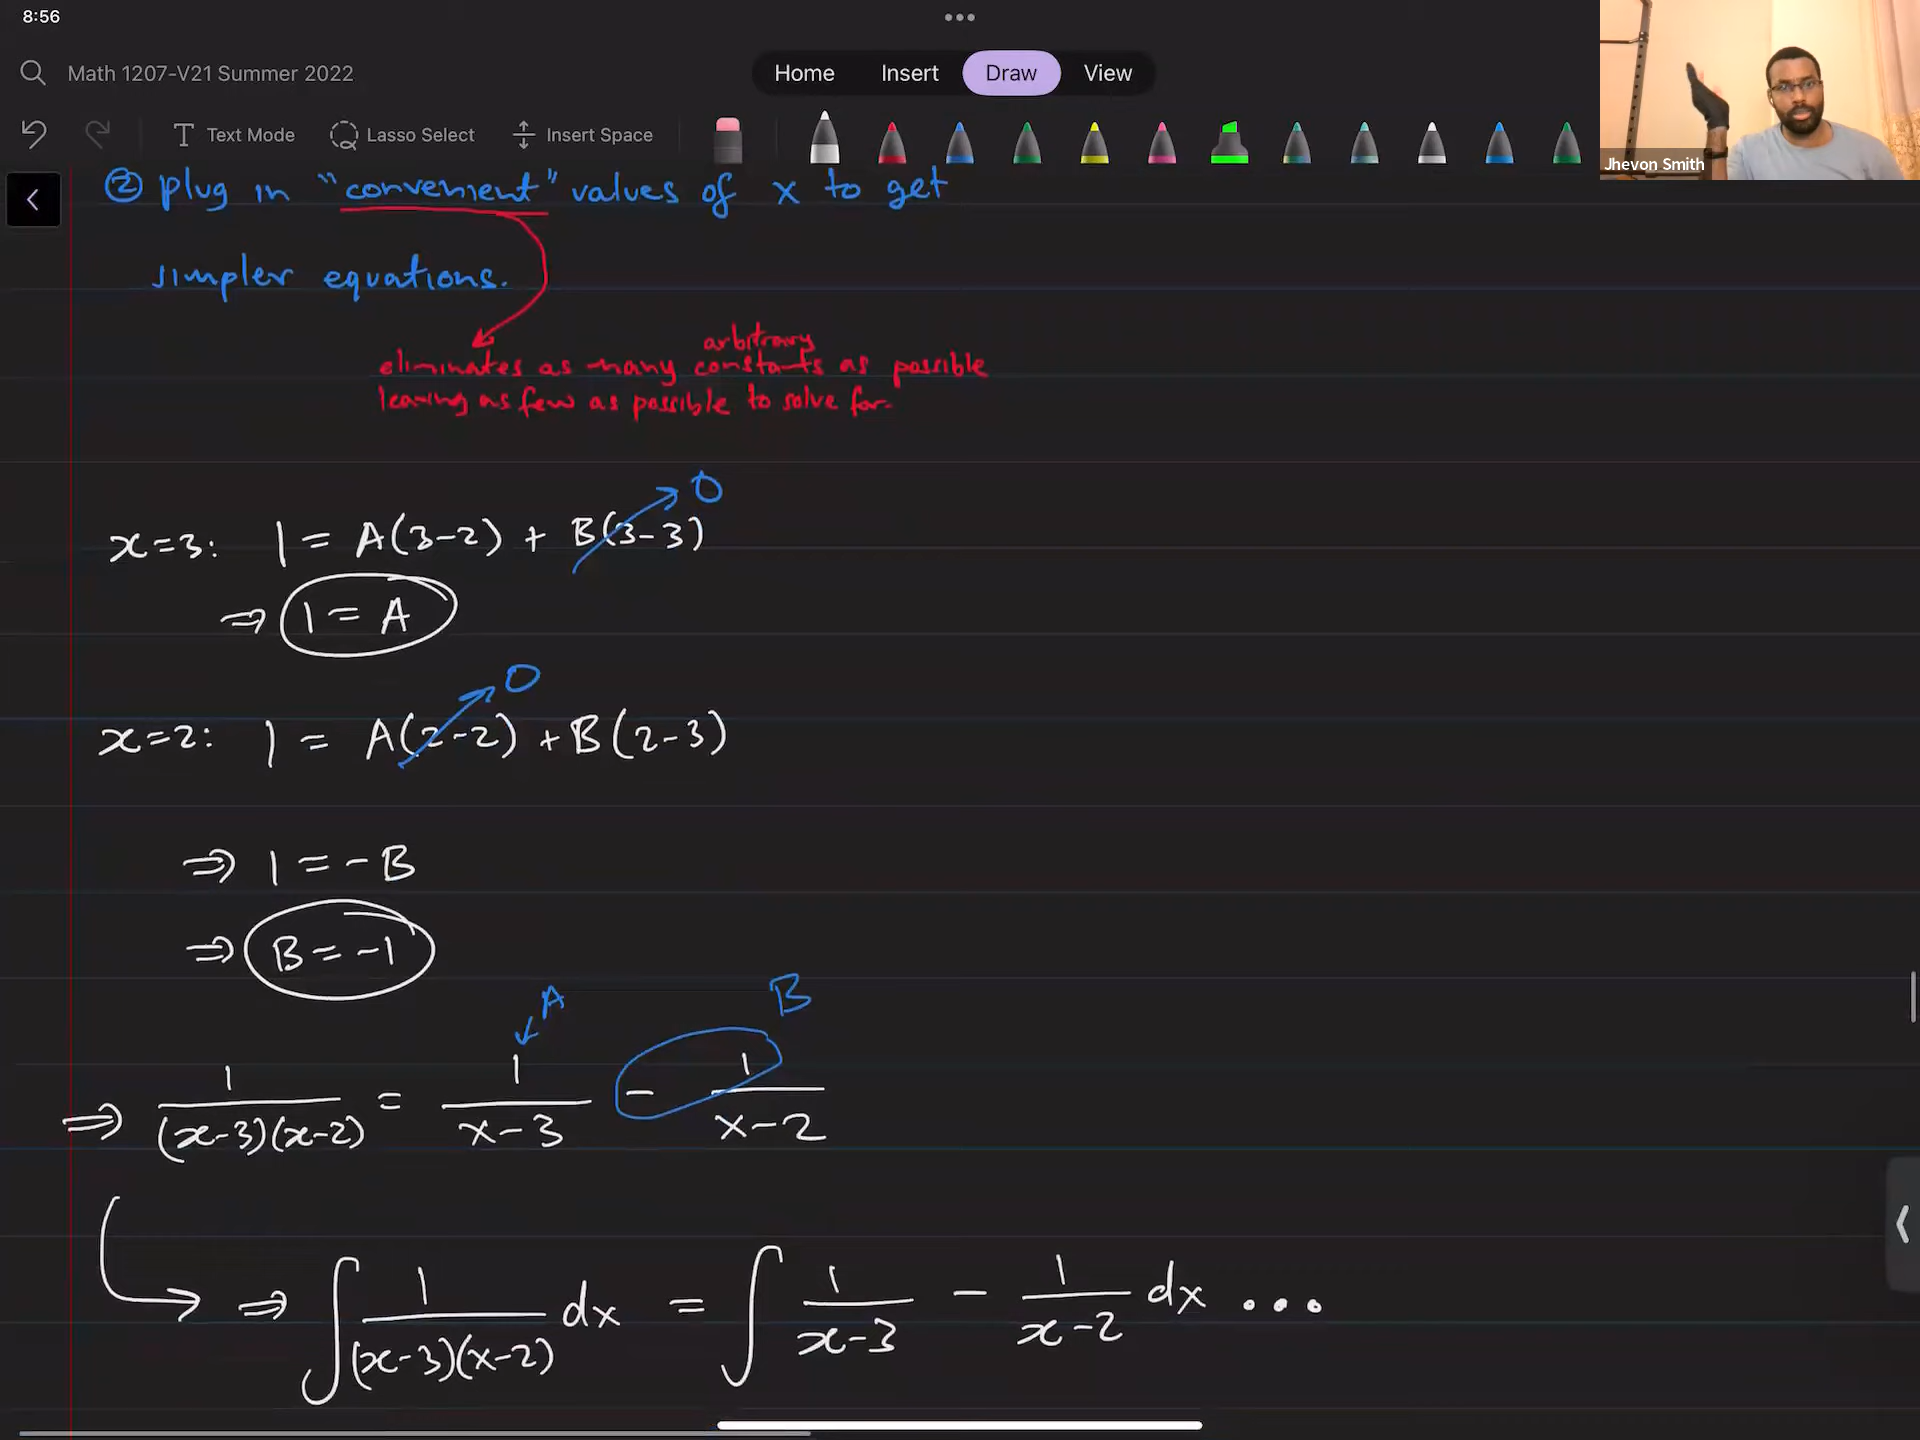 8:56
Math 1207-V21 Summer 2022
Home Insert Draw View
Text Mode Lasso Select Insert Space
Jhevon Smith
② plug in "convenient" values of x to get
simpler equations.
arbitrary
eliminates as many constants as possible
leaving as few as possible to solve for.
0
x=3: 1 = A(3-2) + B(3-3)
⇒ 1 = A
0
x=2: 1 = A(2-2) + B(2-3)
⇒ 1 = -B
⇒ B = -1
A B
⇒ 1/((x-3)(x-2)) = 1/(x-3) - 1/(x-2)
⇒ ∫ 1/((x-3)(x-2)) dx = ∫ 1/(x-3) - 1/(x-2) dx ...